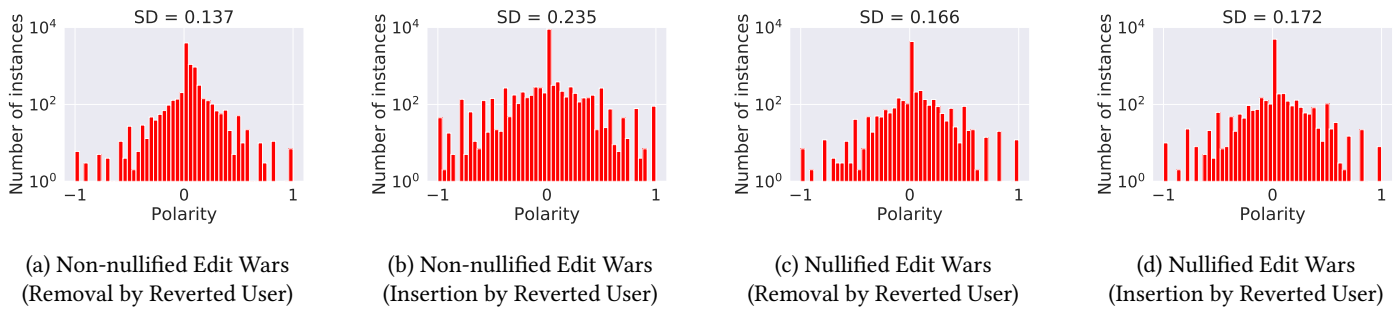 SD = 0.137
Number of instances
10^4
10^2
10^0
−1
0
1
Polarity
(a) Non-nullified Edit Wars
(Removal by Reverted User)
SD = 0.235
Number of instances
10^4
10^2
10^0
−1
0
1
Polarity
(b) Non-nullified Edit Wars
(Insertion by Reverted User)
SD = 0.166
Number of instances
10^4
10^2
10^0
−1
0
1
Polarity
(c) Nullified Edit Wars
(Removal by Reverted User)
SD = 0.172
Number of instances
10^4
10^2
10^0
−1
0
1
Polarity
(d) Nullified Edit Wars
(Insertion by Reverted User)